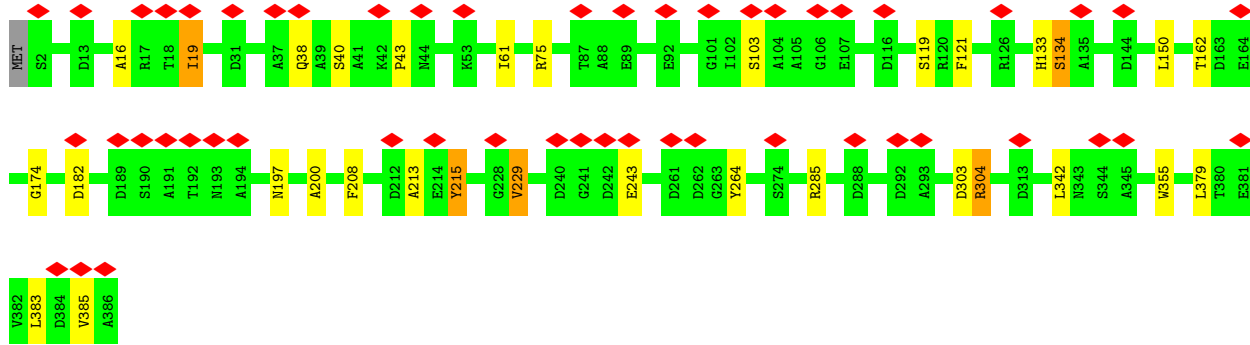 MET S2 D13 A16 R17 T18 I19 D31 A37 Q38 A39 S40 A41 K42 P43 N44 K53 I61 R75 T87 A88 E89 E92 G101 I102 S103 A104 A105 G106 E107 D116 S119 R120 F121 R126 H133 S134 A135 D144 L150 T162 D163 E164
G174 D182 D189 S190 A191 T192 N193 A194 N197 A200 F208 D212 A213 E214 Y215 G228 V229 D240 G241 D242 E243 D261 D262 G263 Y264 S274 R285 D288 D292 A293 D303 R304 D313 L342 N343 S344 A345 W355 L379 T380 E381
V382 L383 D384 V385 A386